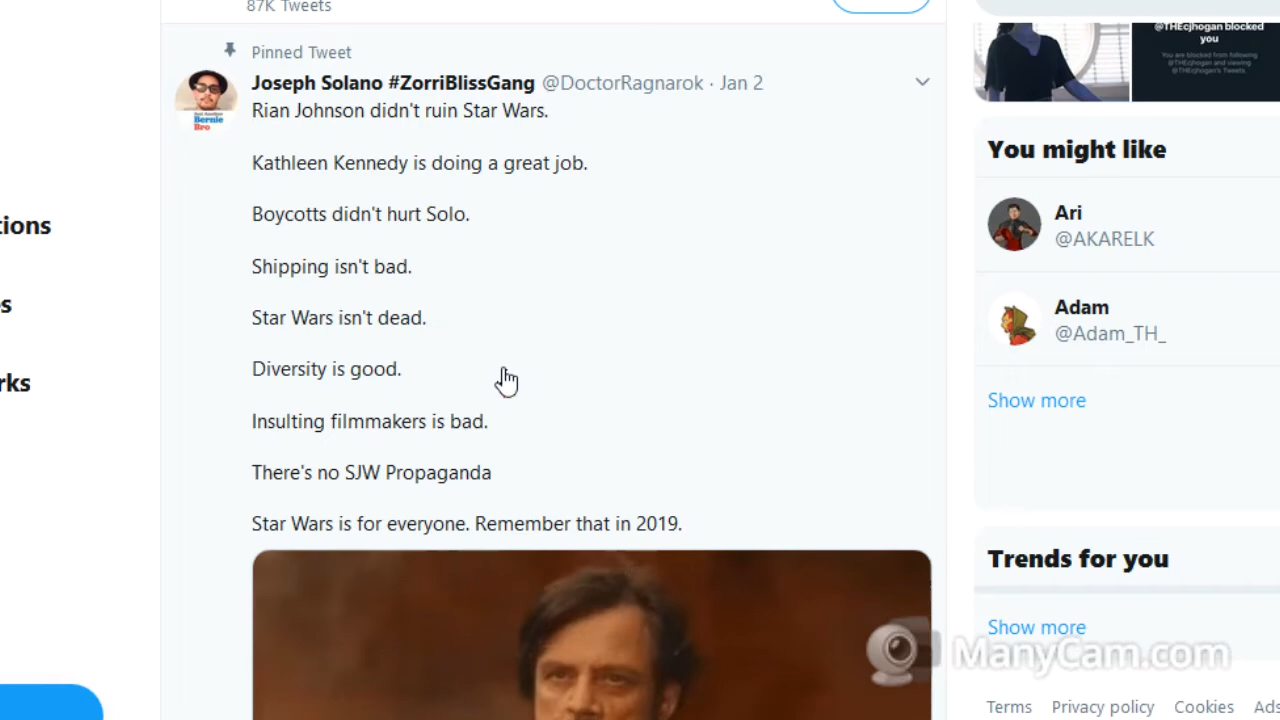 87K Tweets
Pinned Tweet
Joseph Solano #ZorriBlissGang @DoctorRagnarok · Jan 2
Rian Johnson didn't ruin Star Wars.
Kathleen Kennedy is doing a great job.
Boycotts didn't hurt Solo.
Shipping isn't bad.
Star Wars isn't dead.
Diversity is good.
Insulting filmmakers is bad.
There's no SJW Propaganda
Star Wars is for everyone. Remember that in 2019.
Bernie
Bro
tions
s
rks
@THEcjhogan blocked
you
You are blocked from following
@THEcjhogan and viewing
@THEcjhogan's Tweets.
You might like
Ari
@AKARELK
Adam
@Adam_TH_
Show more
Trends for you
Show more
ManyCam.com
Terms Privacy policy Cookies Ads